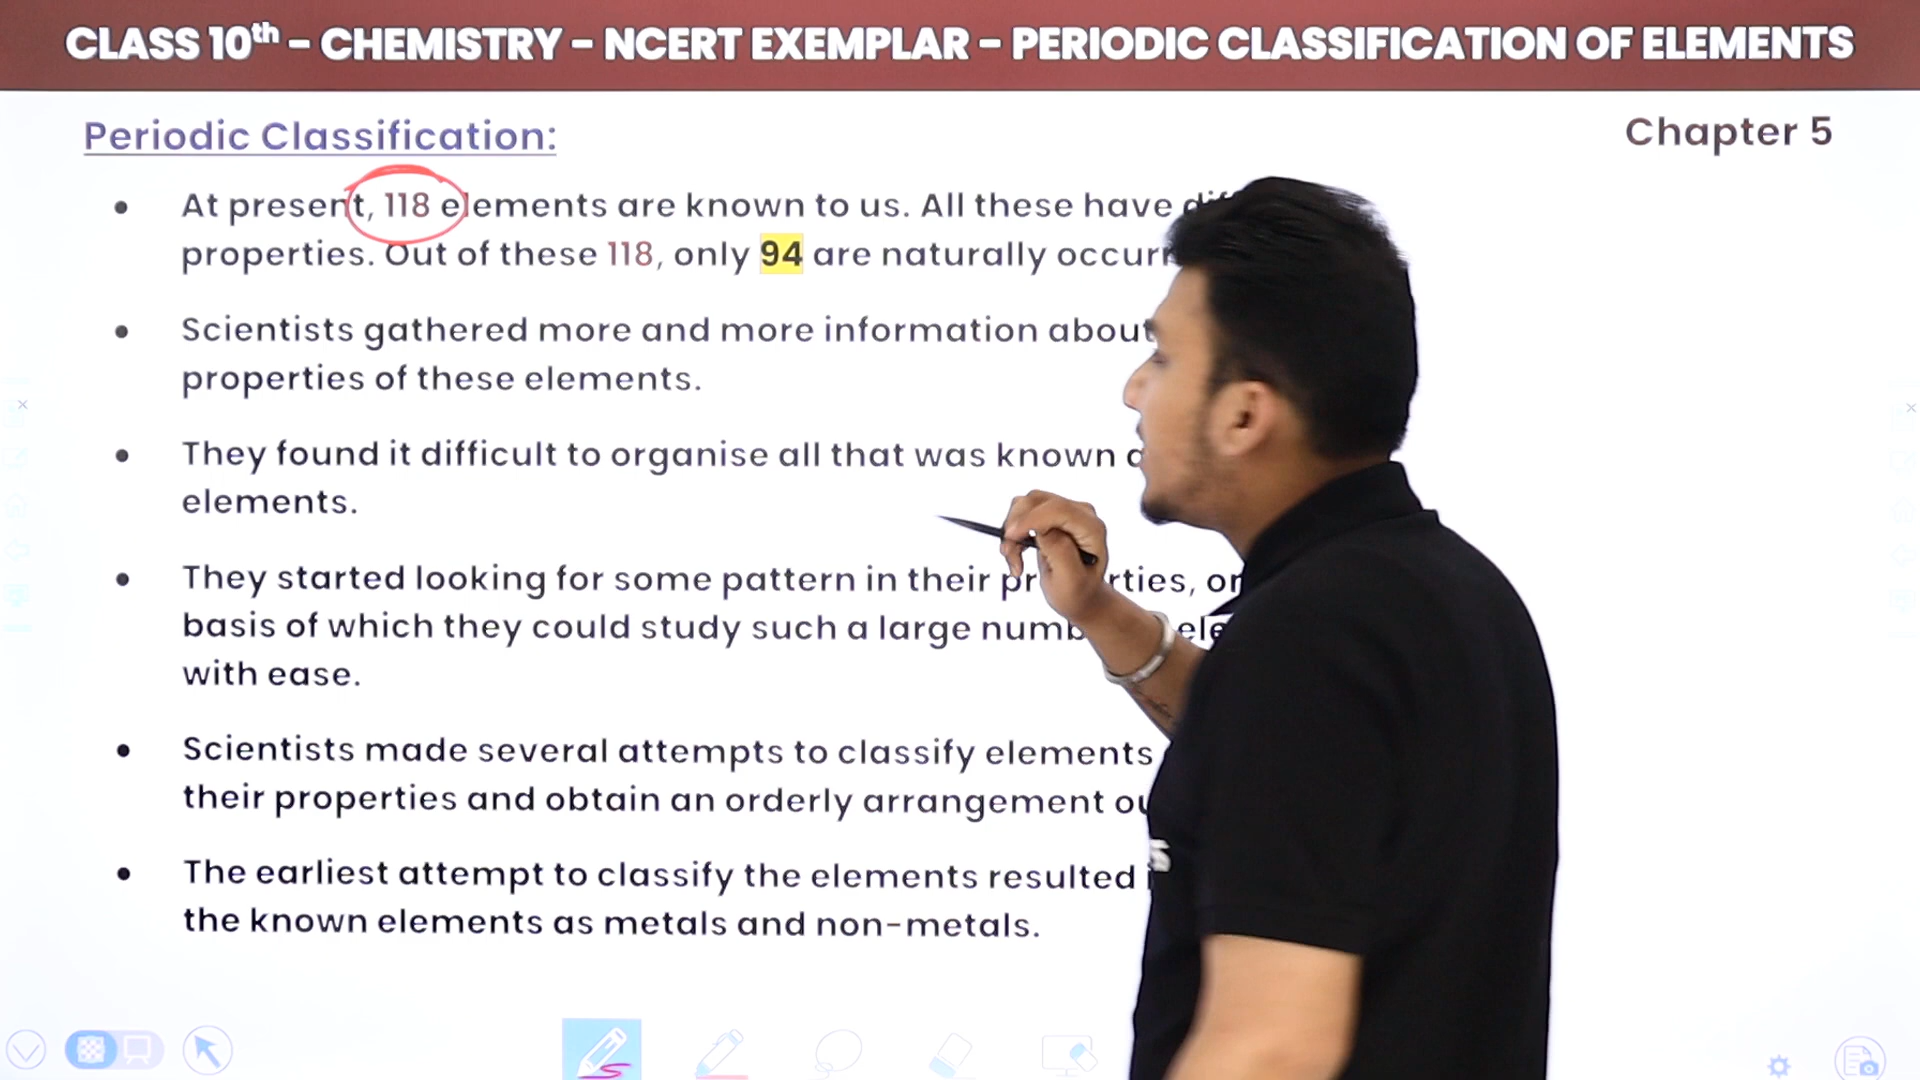 CLASS 10th - CHEMISTRY - NCERT EXEMPLAR - PERIODIC CLASSIFICATION OF ELEMENTS
Periodic Classification:
Chapter 5
• At present, 118 elements are known to us. All these have
properties. Out of these 118, only 94 are naturally
• Scientists gathered more and more information about
properties of these elements.
• They found it difficult to organise all that was known
elements.
• They started looking for some pattern in their
basis of which they could study such a large
with ease.
• Scientists made several attempts to classify elements
their properties and obtain an orderly arrangement
• The earliest attempt to classify the elements resulted
the known elements as metals and non-metals.